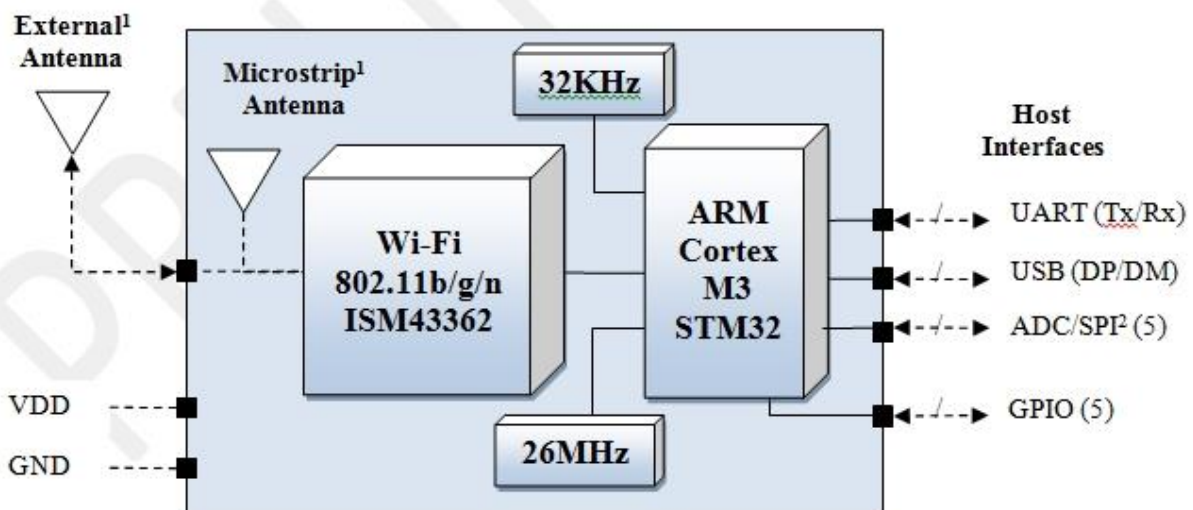 External¹
Antenna
Microstrip¹
Antenna
32KHz
Wi-Fi
802.11b/g/n
ISM43362
ARM
Cortex
M3
STM32
26MHz
VDD
GND
Host
Interfaces
UART (Tx/Rx)
USB (DP/DM)
ADC/SPI² (5)
GPIO (5)